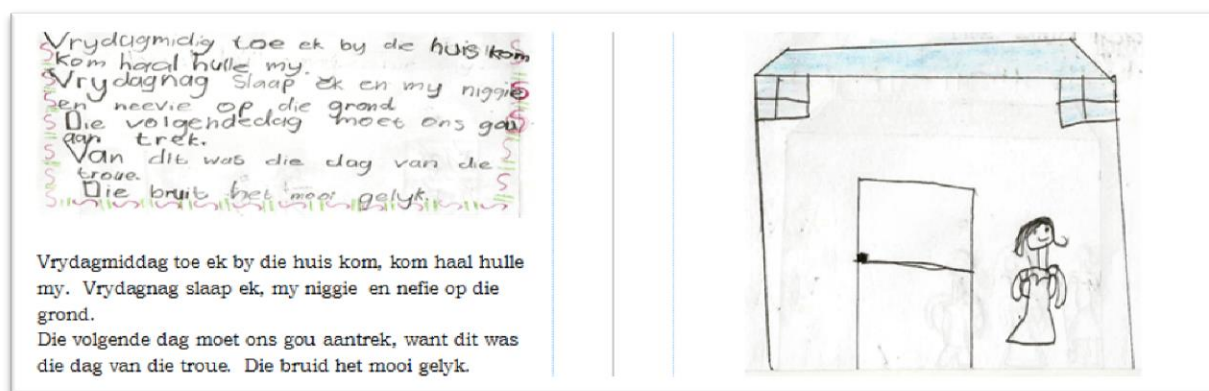 Vrydagmidig toe ek by de huis kom
kom haal hulle my.
Vrydagnag slaap ek en my niggie
en neevie op die grond
Die volgendedag moet ons gou
aan trek.
Van dit was die dag van die
troue.
Die bruit het mooi gelyk.
Vrydagmiddag toe ek by die huis kom, kom haal hulle
my. Vrydagnag slaap ek, my niggie en nefie op die
grond.
Die volgende dag moet ons gou aantrek, want dit was
die dag van die troue. Die bruid het mooi gelyk.